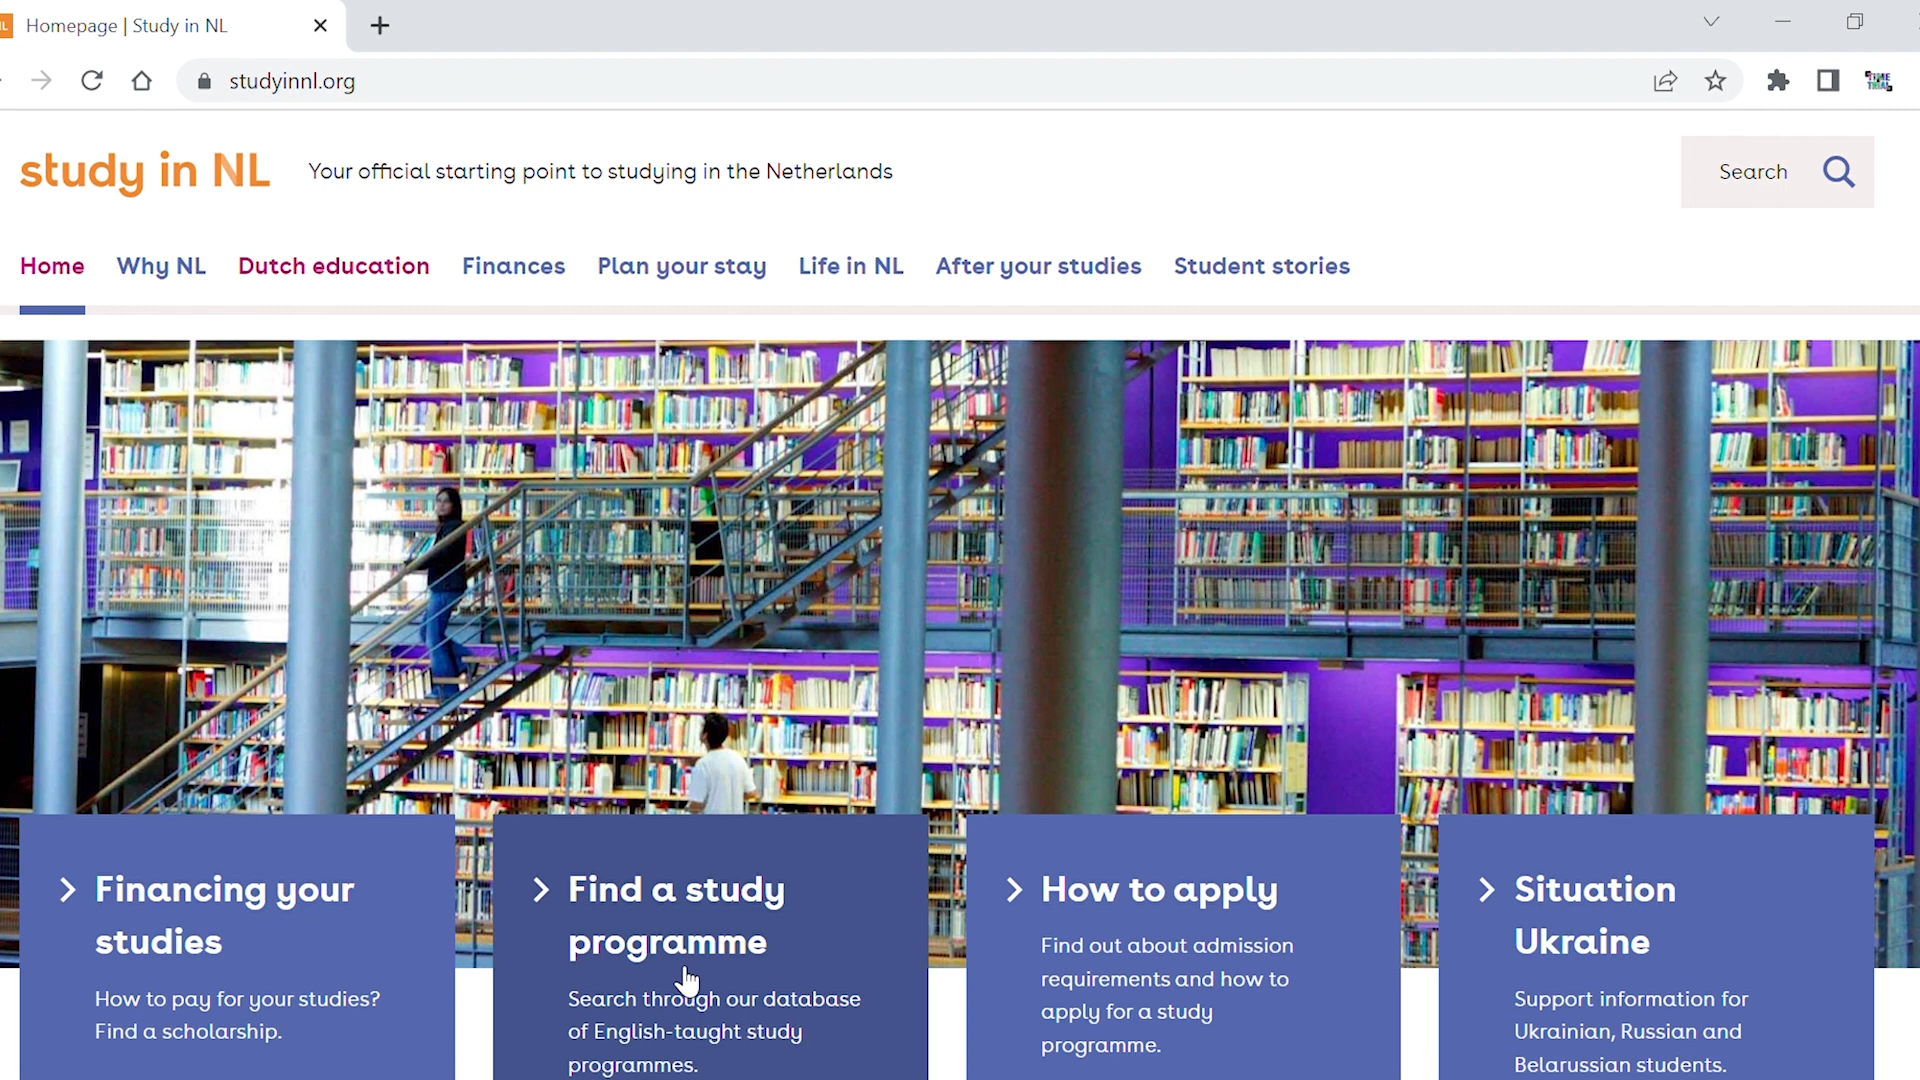 Homepage | Study in NL
studyinnl.org
study in NL
Your official starting point to studying in the Netherlands
Search
Home Why NL Dutch education Finances Plan your stay Life in NL After your studies Student stories
Financing your
studies
How to pay for your studies?
Find a scholarship.
Find a study
programme
Search through our database
of English-taught study
programmes.
How to apply
Find out about admission
requirements and how to
apply for a study
programme.
Situation
Ukraine
Support information for
Ukrainian, Russian and
Belarussian students.